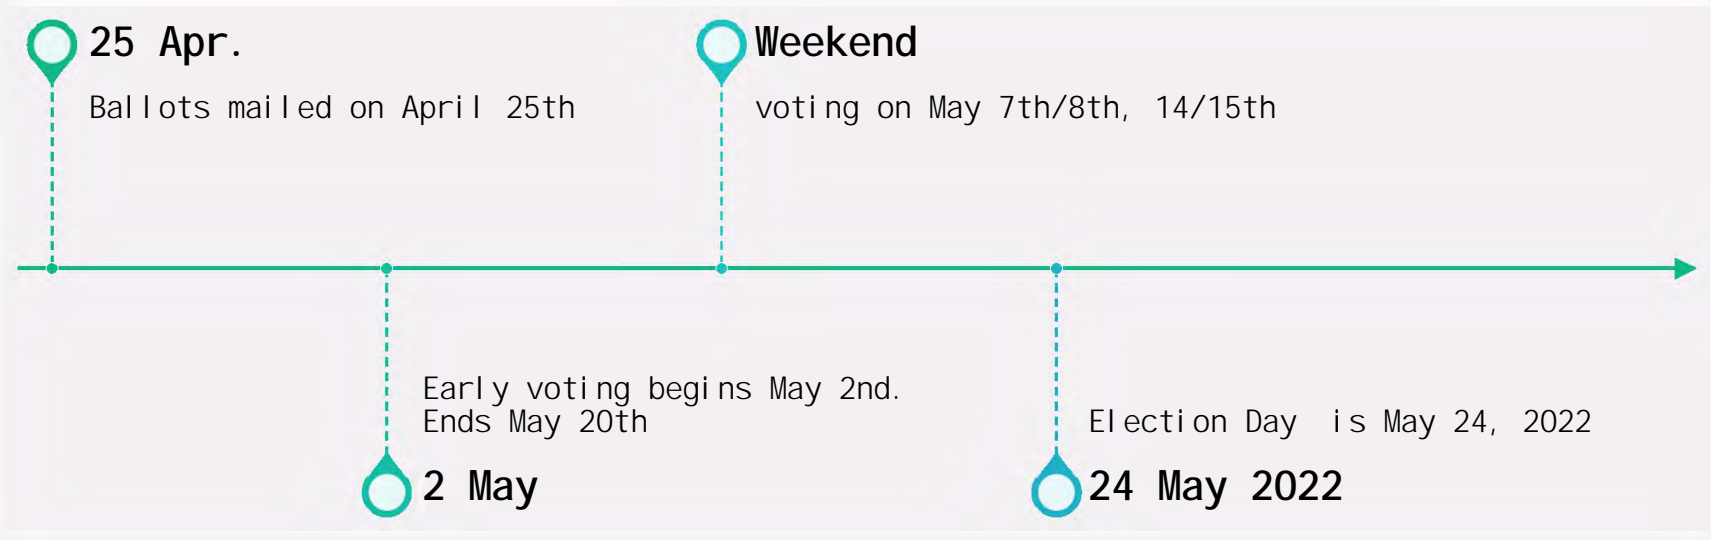 25 Apr.
Ballots mailed on April 25th
Weekend
voting on May 7th/8th, 14/15th
Early voting begins May 2nd.
Ends May 20th
2 May
Election Day is May 24, 2022
24 May 2022